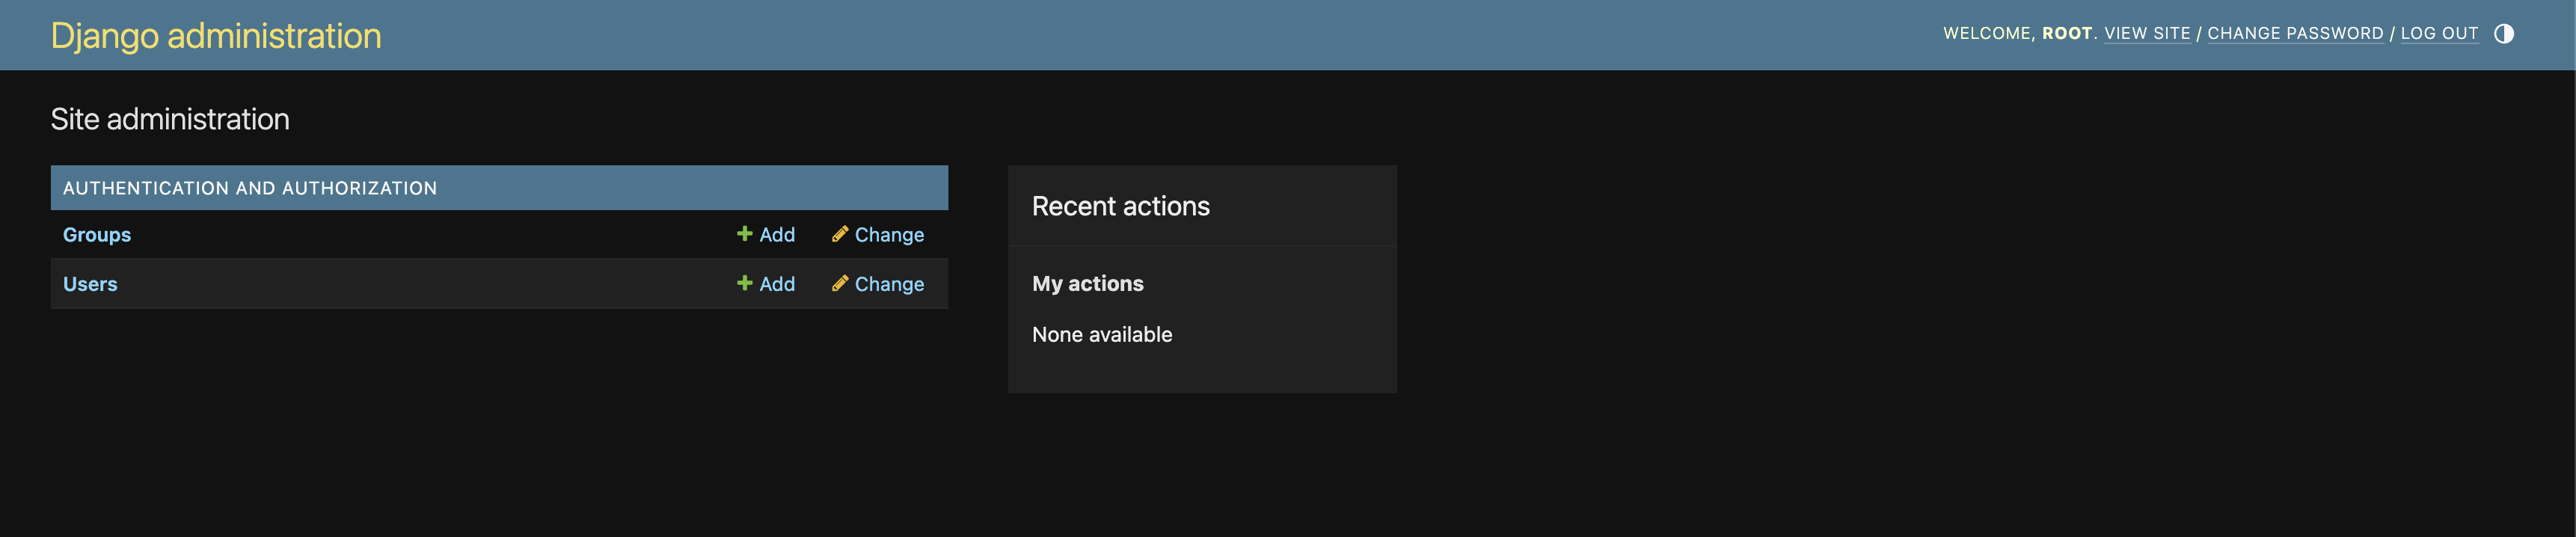 Django administration
WELCOME, ROOT. VIEW SITE / CHANGE PASSWORD / LOG OUT
Site administration
AUTHENTICATION AND AUTHORIZATION
Groups Add Change
Users Add Change
Recent actions
My actions
None available